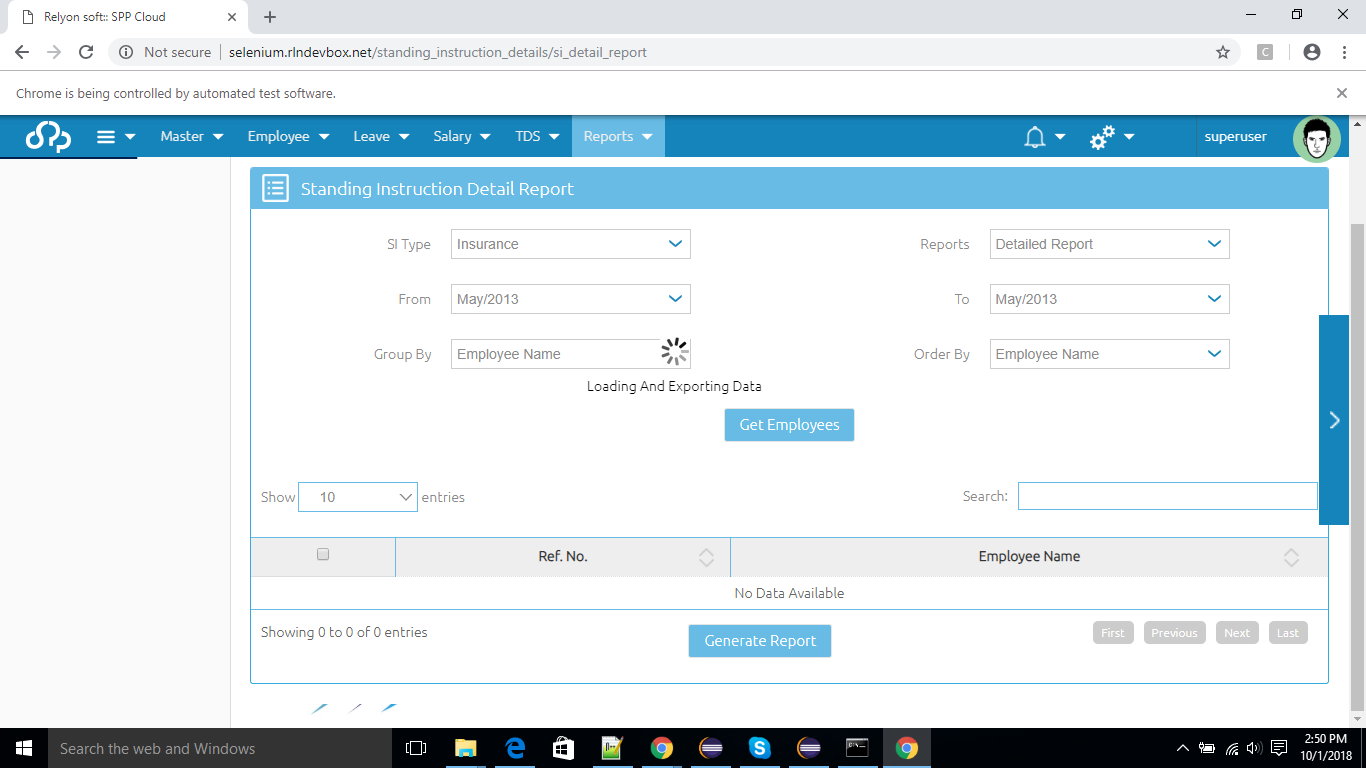 Relyon soft:: SPP Cloud
Not secure selenium.rlndevbox.net/standing_instruction_details/si_detail_report
C
Chrome is being controlled by automated test software.
Master Employee Leave Salary TDS Reports superuser
Standing Instruction Detail Report
SI Type Insurance Reports Detailed Report
From May/2013 To May/2013
Group By Employee Name Order By Employee Name
Loading And Exporting Data
Get Employees
Show 10 entries Search:
Ref. No. Employee Name
No Data Available
Showing 0 to 0 of 0 entries Generate Report First Previous Next Last
Search the web and Windows
2:50 PM
10/1/2018